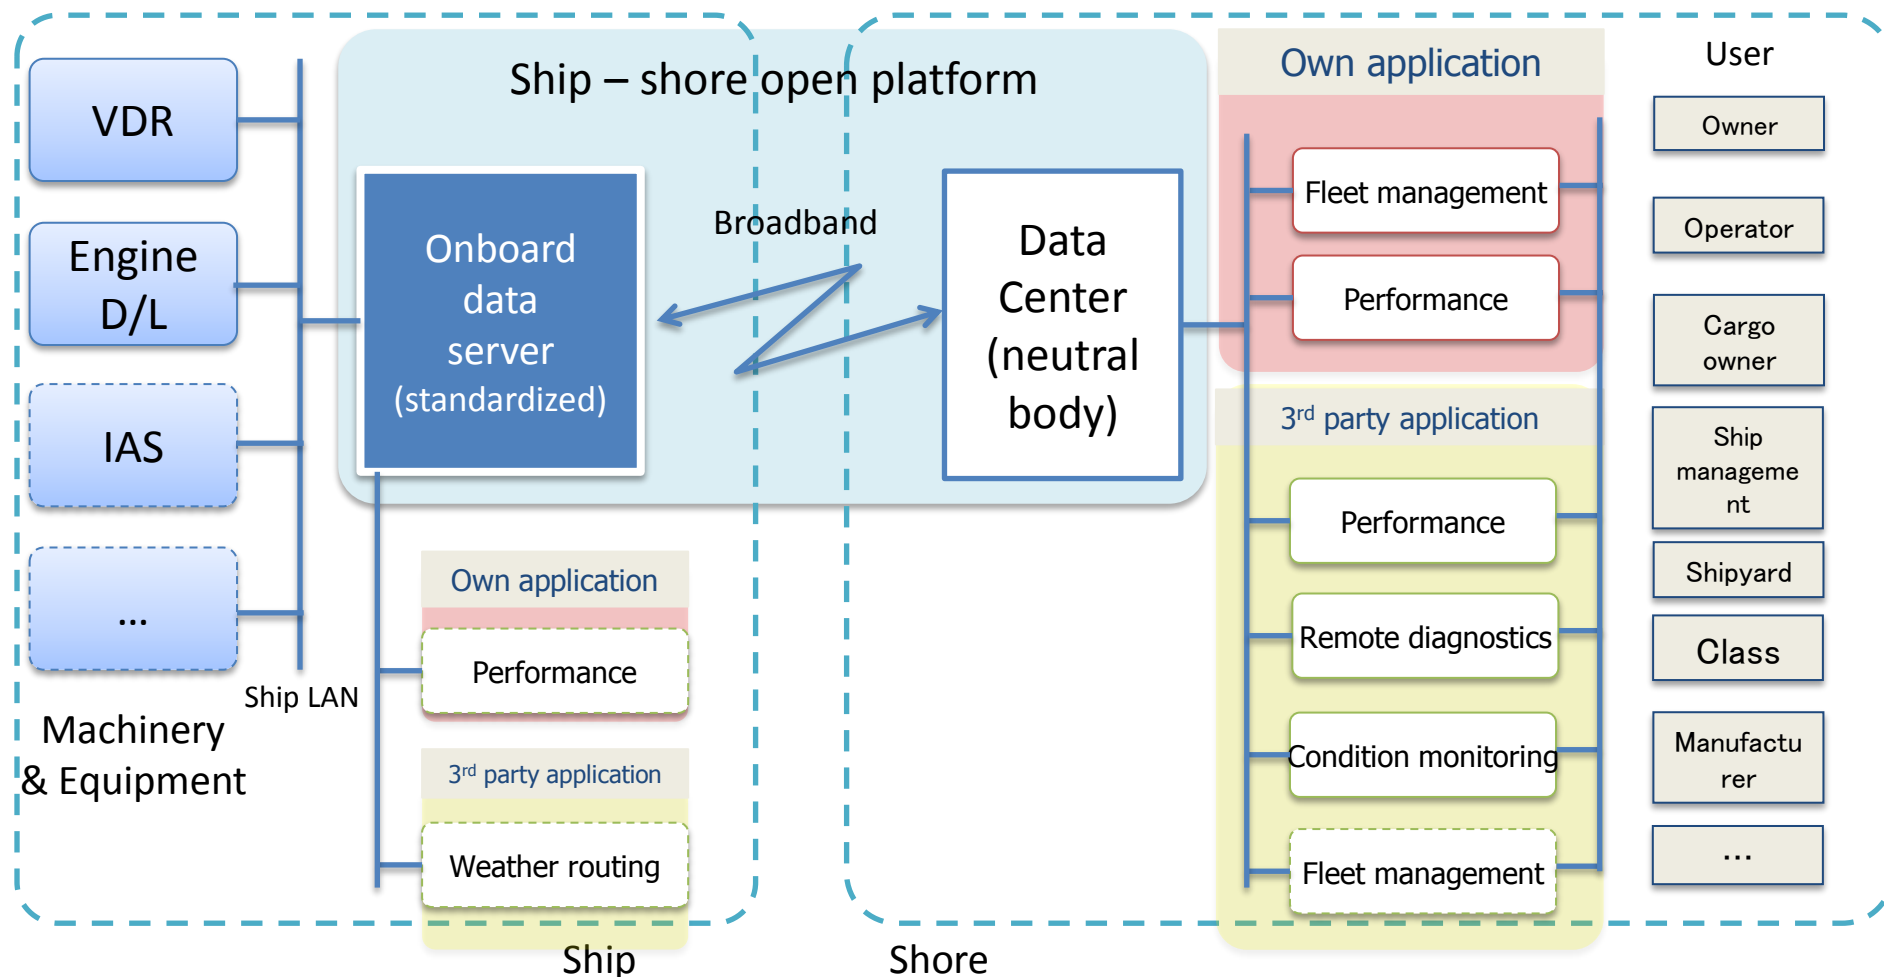 Ship – shore open platform
VDR
Engine
D/L
IAS
...
Ship LAN
Machinery
& Equipment
Onboard
data
server
(standardized)
Broadband
Data
Center
(neutral
body)
Own application
Performance
3rd party application
Weather routing
Ship
Shore
Own application
Fleet management
Performance
3rd party application
Performance
Remote diagnostics
Condition monitoring
Fleet management
User
Owner
Operator
Cargo
owner
Ship
manageme
nt
Shipyard
Class
Manufactu
rer
...